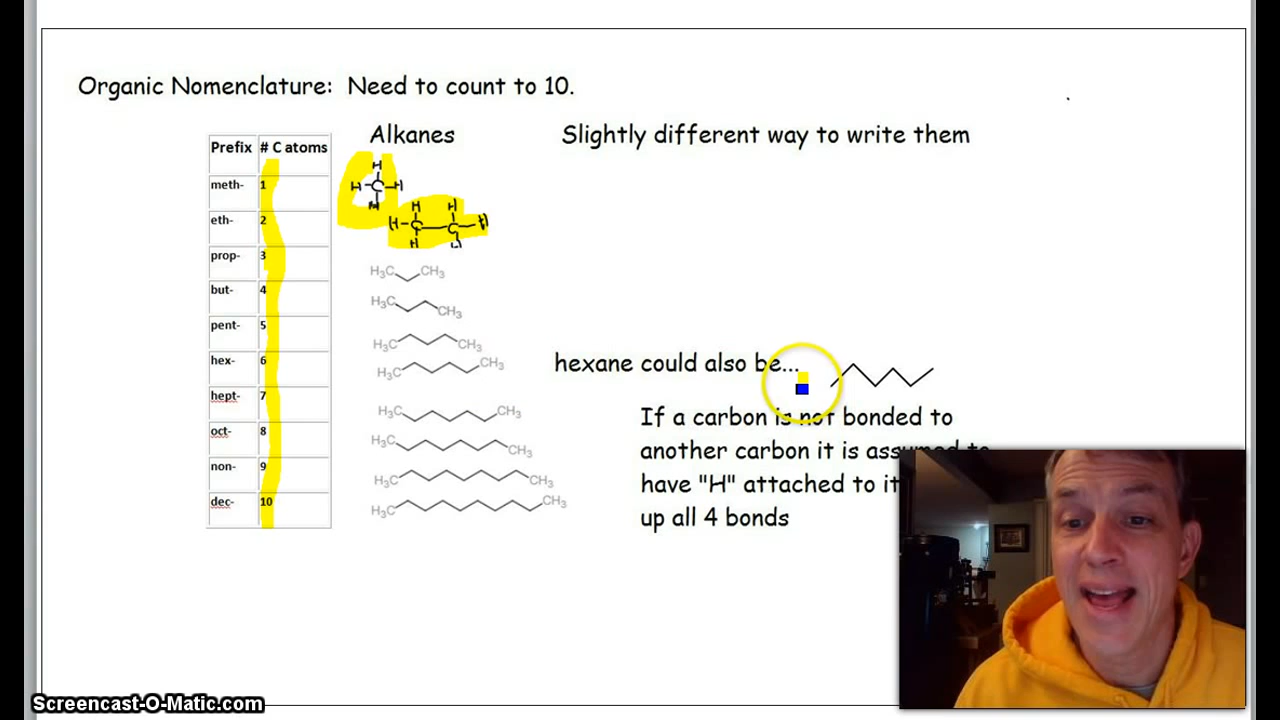 Organic Nomenclature: Need to count to 10.
Alkanes
Slightly different way to write them
Prefix # C atoms
meth- 1
eth- 2
prop- 3
but- 4
pent- 5
hex- 6
hept- 7
oct- 8
non- 9
dec- 10
H
H-C-H
H
H H
H-C-C-H
H H
H₃C CH₃
H₃C CH₃
H₃C CH₃
H₃C CH₃
H₃C CH₃
H₃C CH₃
H₃C CH₃
H₃C CH₃
hexane could also be...
If a carbon is not bonded to
another carbon it is assumed to
have "H" attached to it
up all 4 bonds
Screencast-O-Matic.com